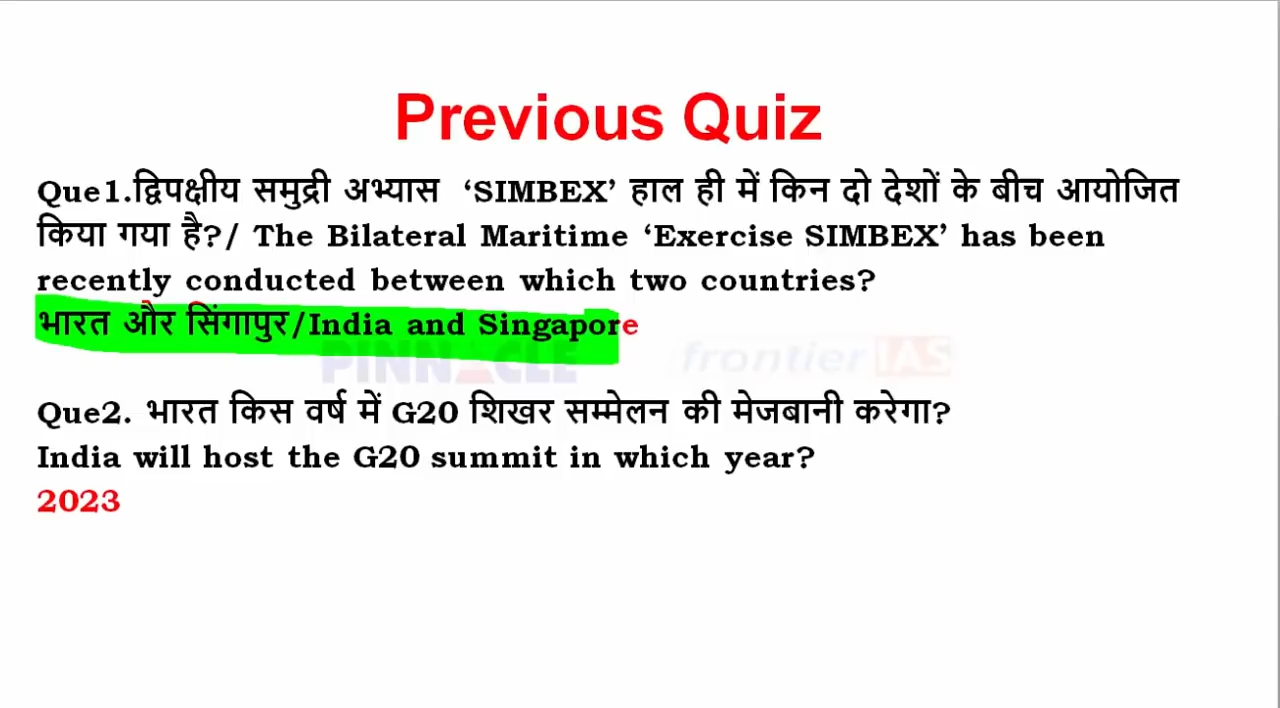 Previous Quiz
Que1.द्विपक्षीय समुद्री अभ्यास ‘SIMBEX’ हाल ही में किन दो देशों के बीच आयोजित
किया गया है?/ The Bilateral Maritime ‘Exercise SIMBEX’ has been
recently conducted between which two countries?
भारत और सिंगापुर/India and Singapore
PINNACLE frontier IAS
Que2. भारत किस वर्ष में G20 शिखर सम्मेलन की मेजबानी करेगा?
India will host the G20 summit in which year?
2023